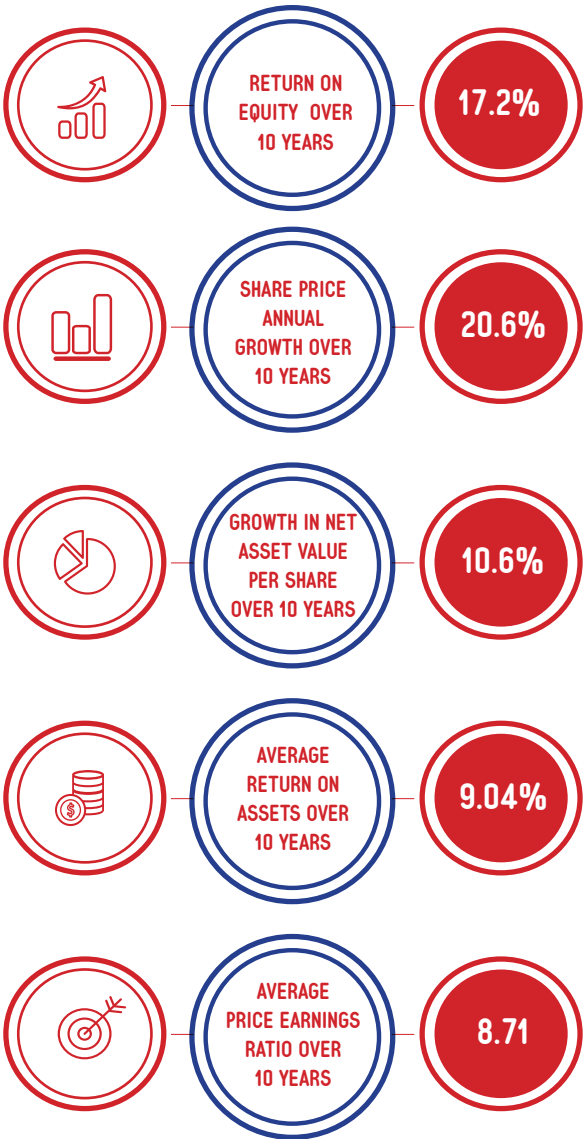 RETURN ON
EQUITY OVER
10 YEARS
17.2%
SHARE PRICE
ANNUAL
GROWTH OVER
10 YEARS
20.6%
GROWTH IN NET
ASSET VALUE
PER SHARE
OVER 10 YEARS
10.6%
$
AVERAGE
RETURN ON
ASSETS OVER
10 YEARS
9.04%
AVERAGE
PRICE EARNINGS
RATIO OVER
10 YEARS
8.71